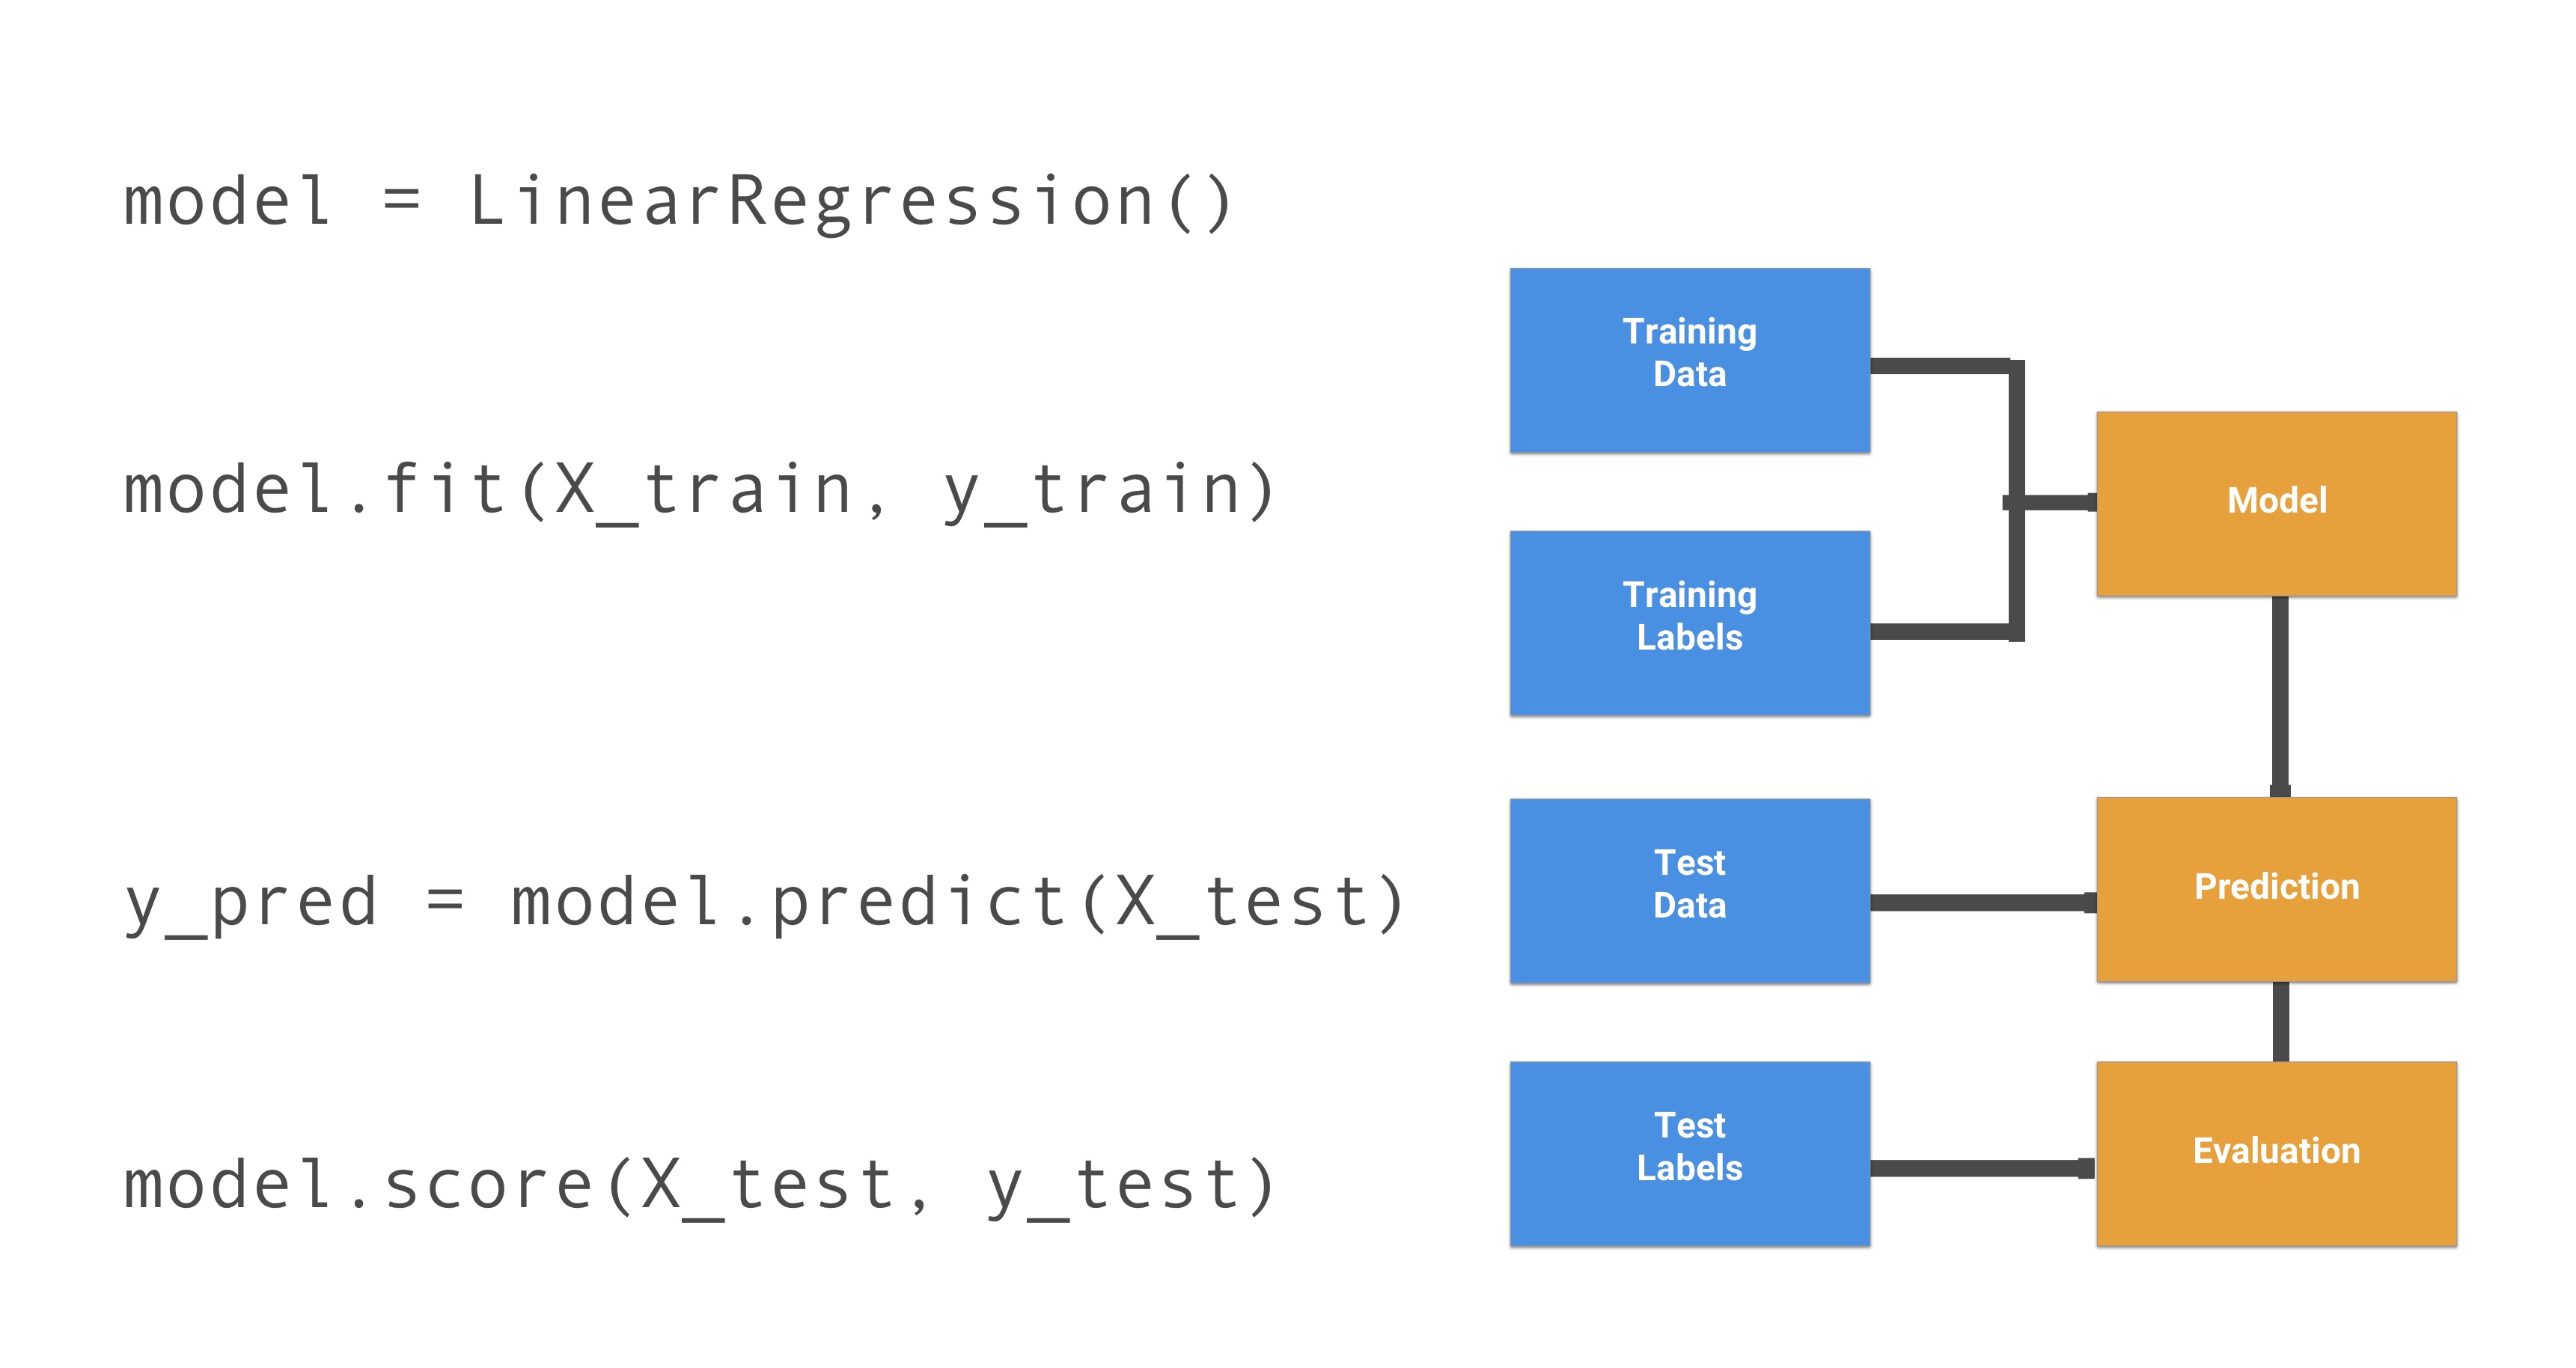 model = LinearRegression()
model.fit(X_train, y_train)
y_pred = model.predict(X_test)
model.score(X_test, y_test)
Training
Data
Training
Labels
Model
Test
Data
Prediction
Test
Labels
Evaluation